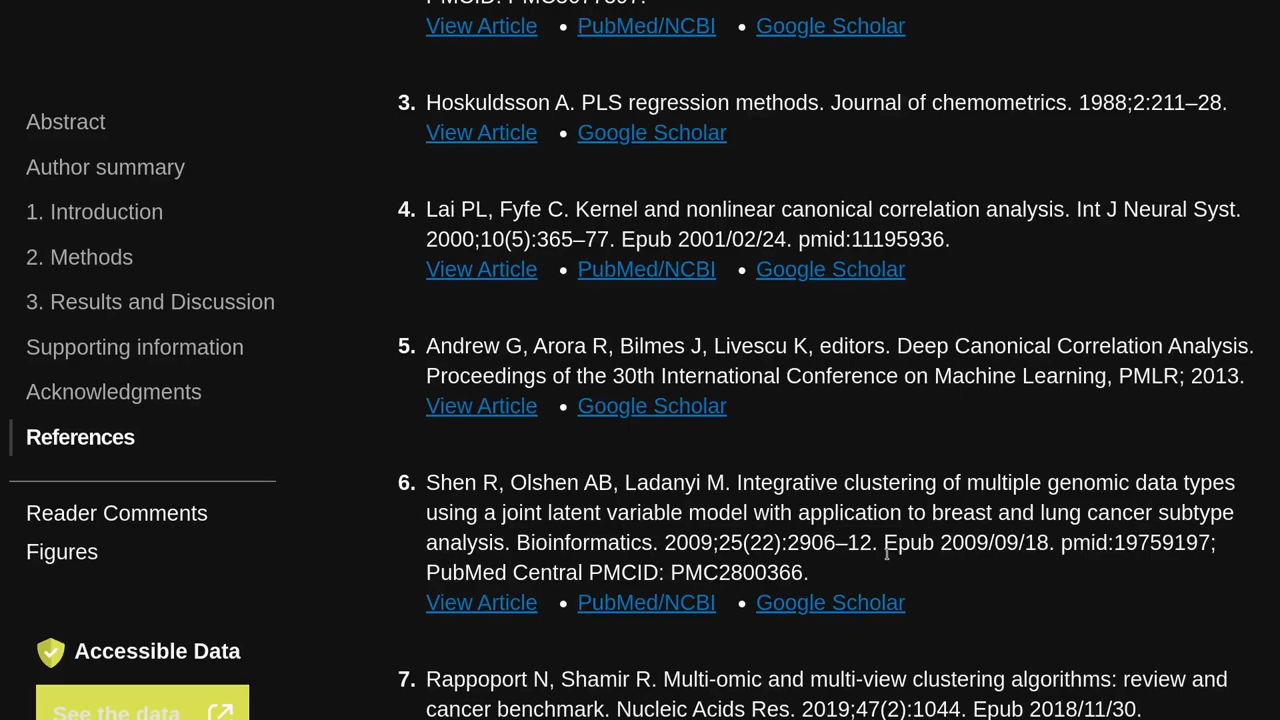 View Article • PubMed/NCBI • Google Scholar
3. Hoskuldsson A. PLS regression methods. Journal of chemometrics. 1988;2:211–28.
View Article • Google Scholar
Abstract
Author summary
1. Introduction
2. Methods
3. Results and Discussion
Supporting information
Acknowledgments
References
Reader Comments
Figures
Accessible Data
See the data
4. Lai PL, Fyfe C. Kernel and nonlinear canonical correlation analysis. Int J Neural Syst.
2000;10(5):365–77. Epub 2001/02/24. pmid:11195936.
View Article • PubMed/NCBI • Google Scholar
5. Andrew G, Arora R, Bilmes J, Livescu K, editors. Deep Canonical Correlation Analysis.
Proceedings of the 30th International Conference on Machine Learning, PMLR; 2013.
View Article • Google Scholar
6. Shen R, Olshen AB, Ladanyi M. Integrative clustering of multiple genomic data types
using a joint latent variable model with application to breast and lung cancer subtype
analysis. Bioinformatics. 2009;25(22):2906–12. Epub 2009/09/18. pmid:19759197;
PubMed Central PMCID: PMC2800366.
View Article • PubMed/NCBI • Google Scholar
7. Rappoport N, Shamir R. Multi-omic and multi-view clustering algorithms: review and
cancer benchmark. Nucleic Acids Res. 2019;47(2):1044. Epub 2018/11/30.